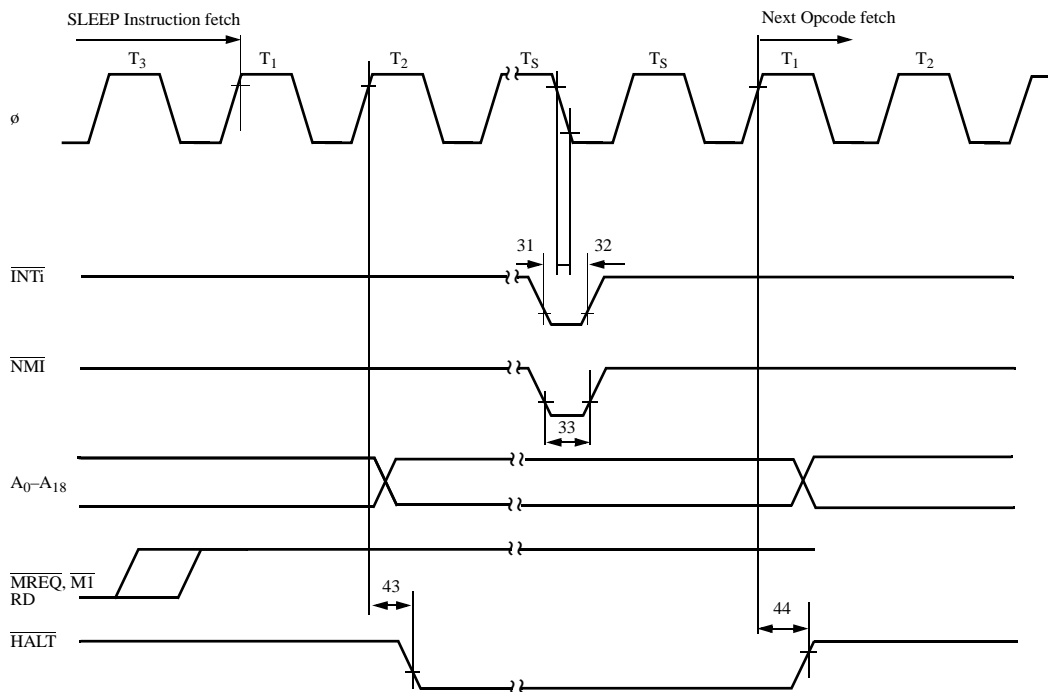 SLEEP Instruction fetch
Next Opcode fetch
T3 T1 T2 TS TS T1 T2
ø
31 32
INTi
NMI
33
A0–A18
MREQ, M1
RD
43 44
HALT